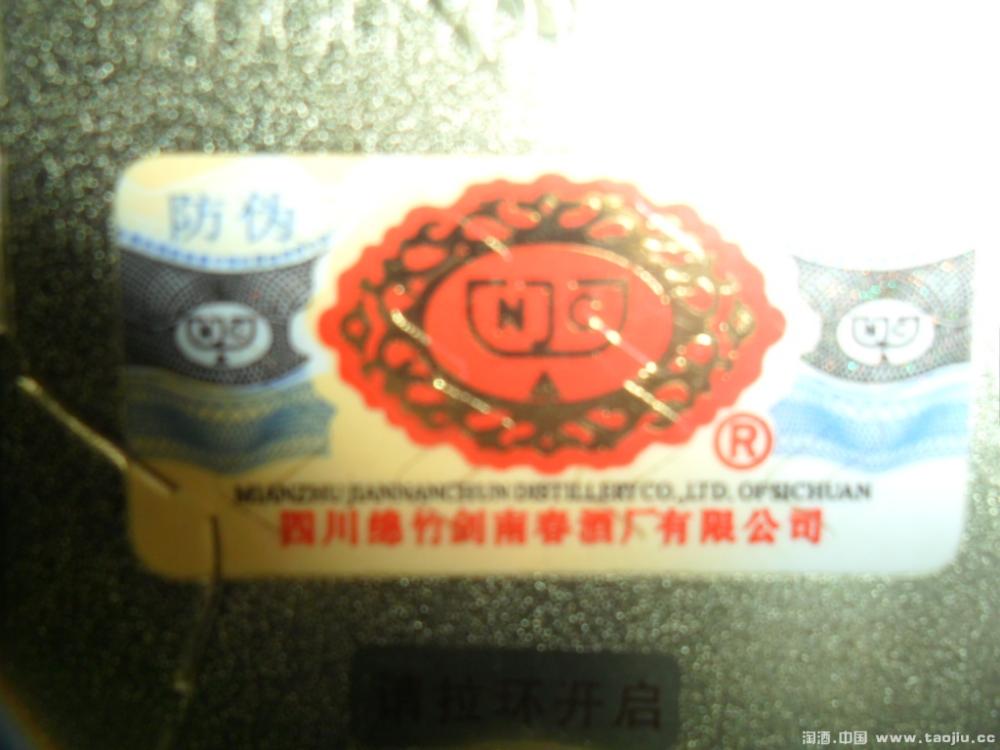 防伪
N C
N C
N C
®
MIANZHU JIANNANCHUN DISTILLERY CO., LTD. OF SICHUAN
四川绵竹剑南春酒厂有限公司
请拉环开启
淘酒.中国 www.taojiu.cc